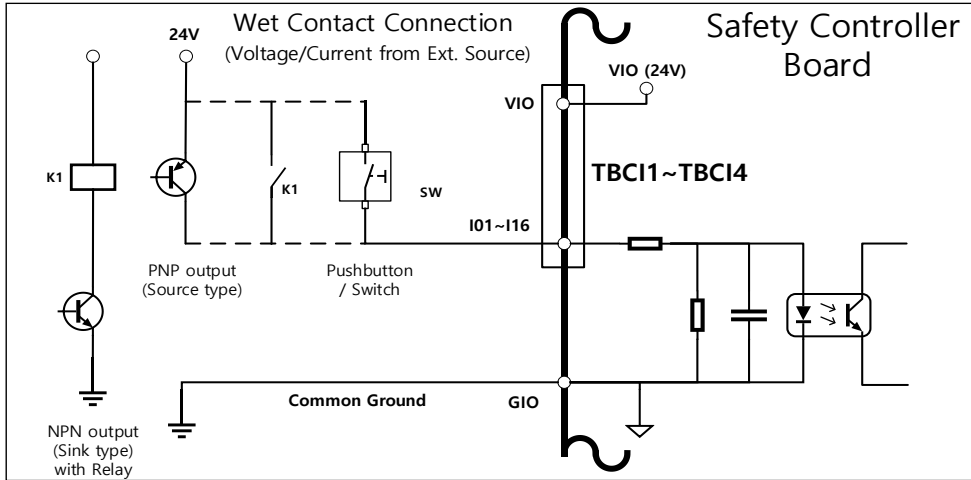 Wet Contact Connection
(Voltage/Current from Ext. Source)
Safety Controller
Board
24V
VIO (24V)
VIO
TBCI1~TBCI4
K1
K1
SW
I01~I16
PNP output
(Source type)
Pushbutton
/ Switch
Common Ground
GIO
NPN output
(Sink type)
with Relay